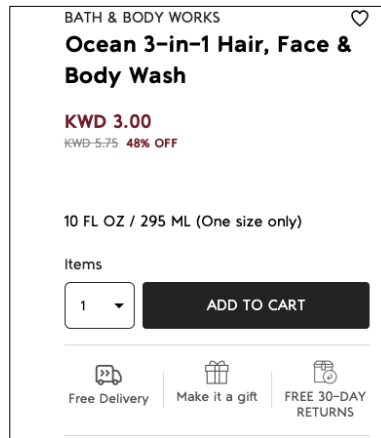 BATH & BODY WORKS
Ocean 3-in-1 Hair, Face &
Body Wash
KWD 3.00
KWD 5.75 48% OFF
10 FL OZ / 295 ML (One size only)
Items
1
ADD TO CART
Free Delivery
Make it a gift
FREE 30-DAY
RETURNS